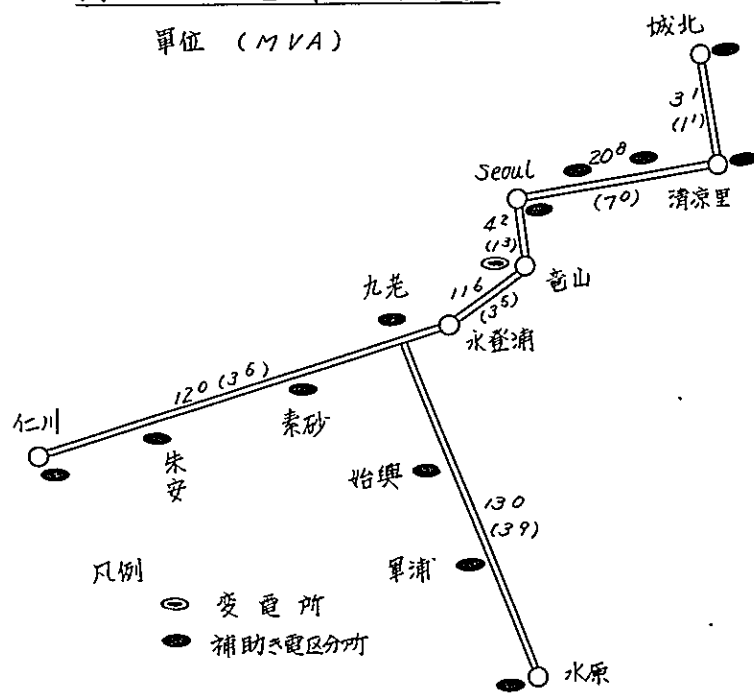 單位 (MVA)
城北
3¹
(1¹)
20⁸
Seoul
(7⁰)
清凉里
4²
(1³)
竜山
九老
11⁶
(3⁵)
水登浦
12⁰(3⁶)
仁川
素砂
朱安
始興
13⁰
(3⁹)
軍浦
凡例
変電所
補助き電区分所
水原